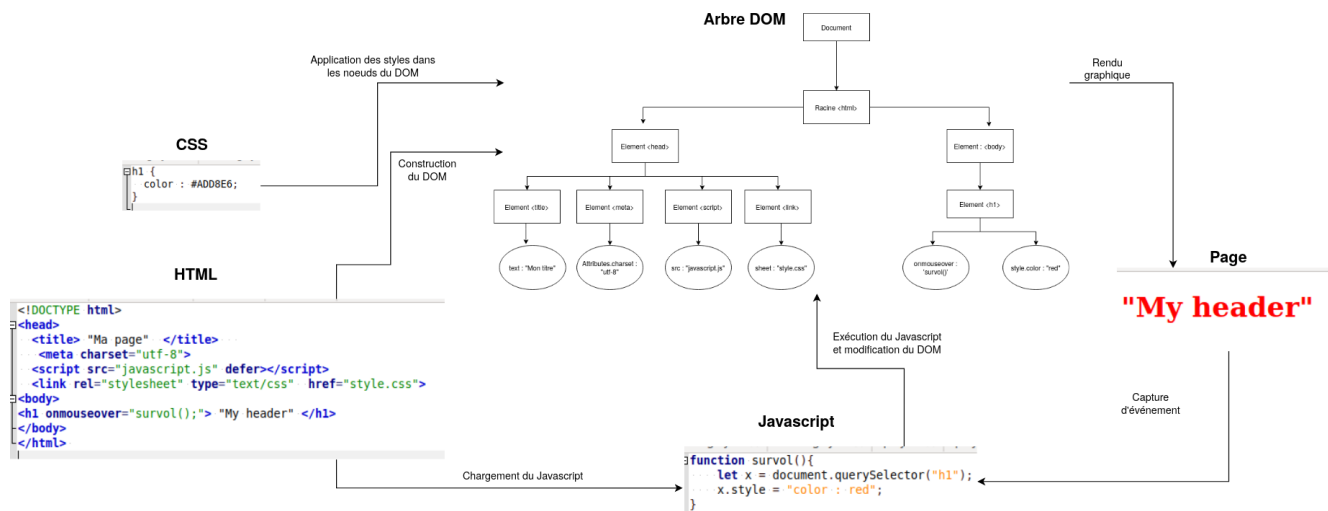 Arbre DOM
Document
Application des styles dans
les noeuds du DOM
Rendu
graphique
Racine <html>
CSS
h1 {
color : #ADD8E6;
}
Construction
du DOM
Element <head>
Element : <body>
Element <title>
Element <meta>
Element <script>
Element <link>
Element <h1>
text : "Mon titre"
Attributes.charset :
"utf-8"
src : "javascript.js"
sheet : "style.css"
onmouseover :
'survol()'
style.color : "red"
HTML
<!DOCTYPE html>
<head>
<title> "Ma page" </title>
<meta charset="utf-8">
<script src="javascript.js" defer></script>
<link rel="stylesheet" type="text/css" href="style.css">
<body>
<h1 onmouseover="survol();"> "My header" </h1>
</body>
</html>
Page
"My header"
Exécution du Javascript
et modification du DOM
Capture
d'événement
Javascript
function survol(){
let x = document.querySelector("h1");
x.style = "color : red";
}
Chargement du Javascript